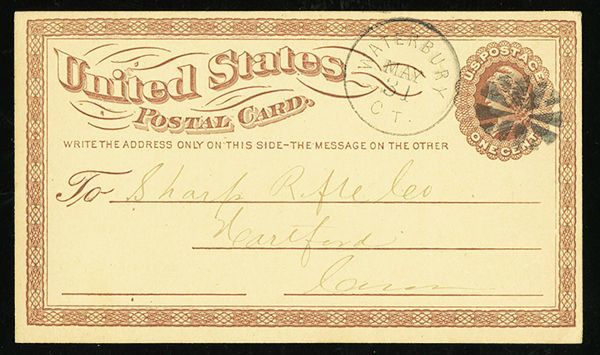 United States
WATERBURY
MAY
31
CT.
U.S. POSTAGE
ONE CENT
POSTAL CARD.
WRITE THE ADDRESS ONLY ON THIS SIDE-THE MESSAGE ON THE OTHER
To Sharp Rifle Co
Hartford
Conn